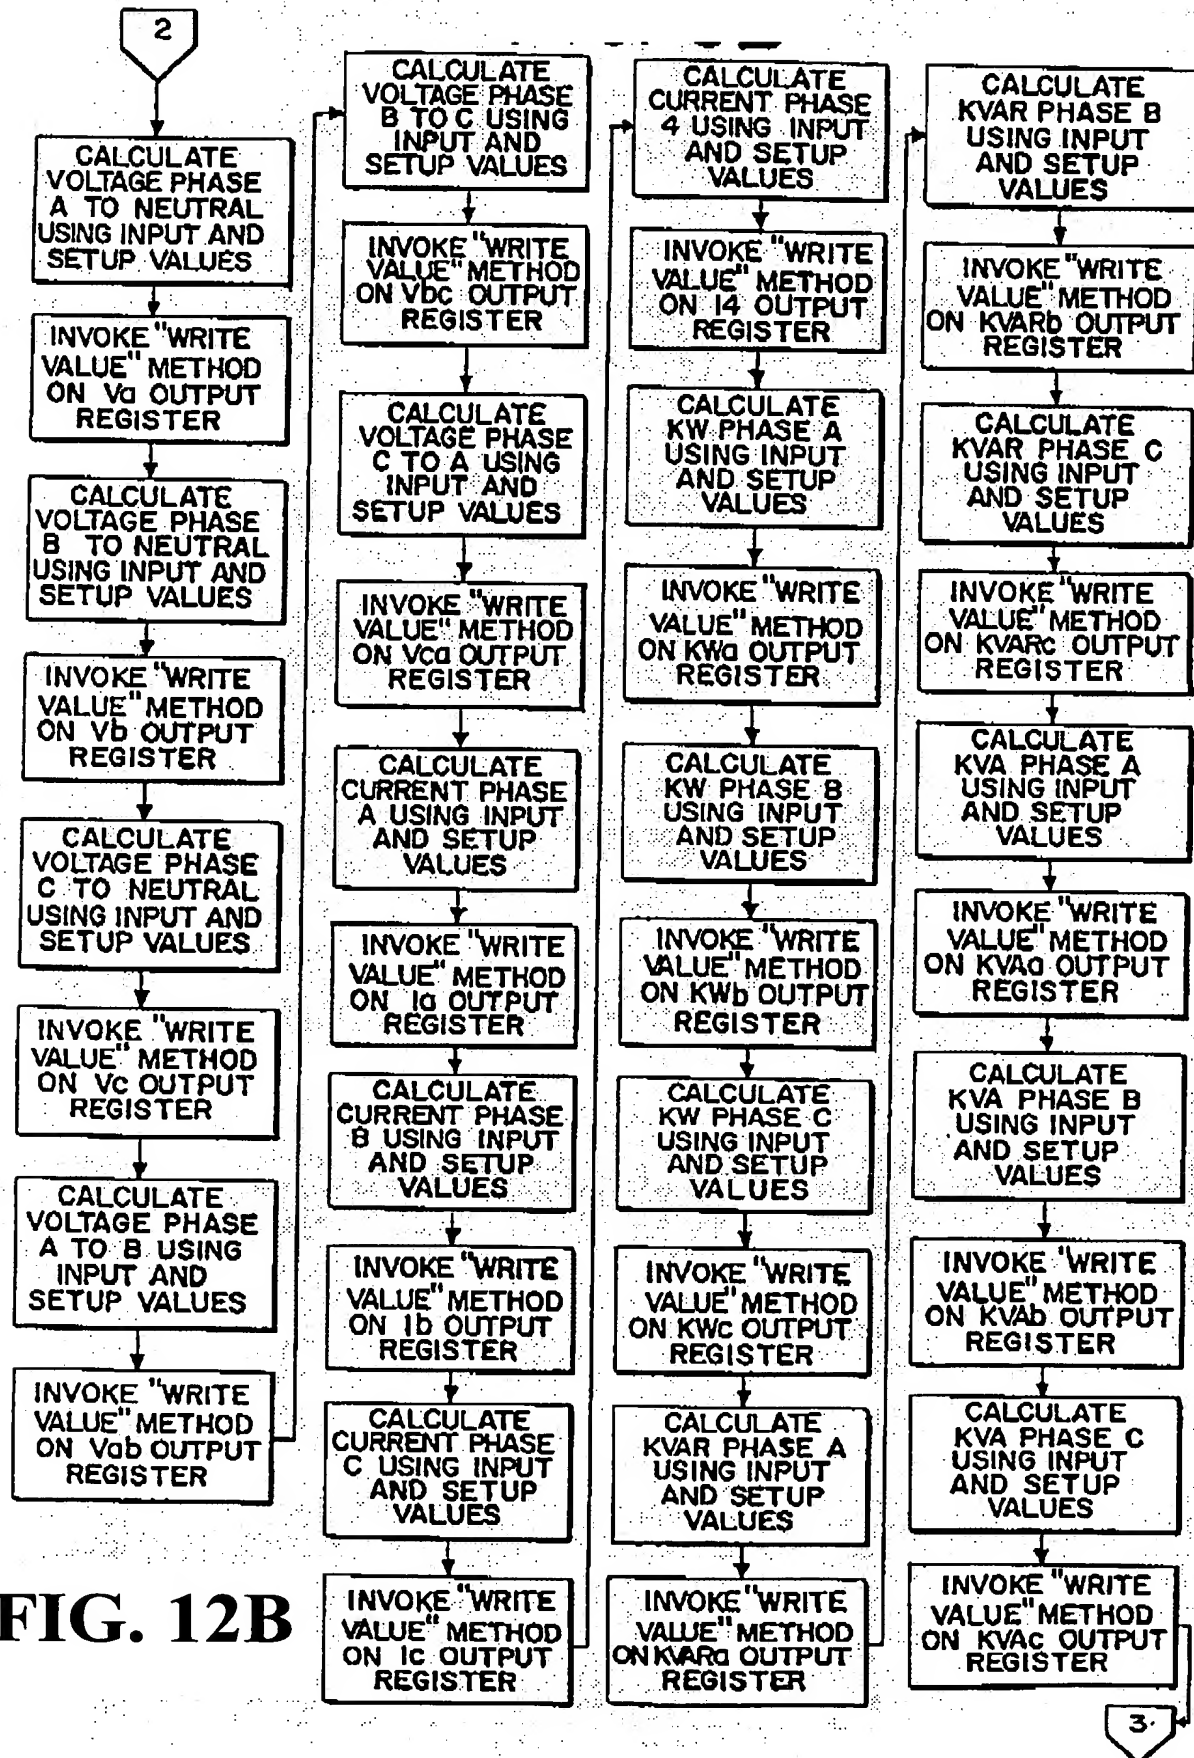 2
CALCULATE
VOLTAGE PHASE
A TO NEUTRAL
USING INPUT AND
SETUP VALUES
INVOKE "WRITE
VALUE" METHOD
ON Va OUTPUT
REGISTER
CALCULATE
VOLTAGE PHASE
B TO NEUTRAL
USING INPUT AND
SETUP VALUES
INVOKE "WRITE
VALUE" METHOD
ON Vb OUTPUT
REGISTER
CALCULATE
VOLTAGE PHASE
C TO NEUTRAL
USING INPUT AND
SETUP VALUES
INVOKE "WRITE
VALUE" METHOD
ON Vc OUTPUT
REGISTER
CALCULATE
VOLTAGE PHASE
A TO B USING
INPUT AND
SETUP VALUES
INVOKE "WRITE
VALUE" METHOD
ON Vab OUTPUT
REGISTER
CALCULATE
VOLTAGE PHASE
B TO C USING
INPUT AND
SETUP VALUES
INVOKE "WRITE
VALUE" METHOD
ON Vbc OUTPUT
REGISTER
CALCULATE
VOLTAGE PHASE
C TO A USING
INPUT AND
SETUP VALUES
INVOKE "WRITE
VALUE" METHOD
ON Vca OUTPUT
REGISTER
CALCULATE
CURRENT PHASE
A USING INPUT
AND SETUP
VALUES
INVOKE "WRITE
VALUE" METHOD
ON Ia OUTPUT
REGISTER
CALCULATE
CURRENT PHASE
B USING INPUT
AND SETUP
VALUES
INVOKE "WRITE
VALUE" METHOD
ON Ib OUTPUT
REGISTER
CALCULATE
CURRENT PHASE
C USING INPUT
AND SETUP
VALUES
INVOKE "WRITE
VALUE" METHOD
ON Ic OUTPUT
REGISTER
CALCULATE
CURRENT PHASE
4 USING INPUT
AND SETUP
VALUES
INVOKE "WRITE
VALUE" METHOD
ON I4 OUTPUT
REGISTER
CALCULATE
KW PHASE A
USING INPUT
AND SETUP
VALUES
INVOKE "WRITE
VALUE" METHOD
ON KWa OUTPUT
REGISTER
CALCULATE
KW PHASE B
USING INPUT
AND SETUP
VALUES
INVOKE "WRITE
VALUE" METHOD
ON KWb OUTPUT
REGISTER
CALCULATE
KW PHASE C
USING INPUT
AND SETUP
VALUES
INVOKE "WRITE
VALUE" METHOD
ON KWc OUTPUT
REGISTER
CALCULATE
KVAR PHASE A
USING INPUT
AND SETUP
VALUES
INVOKE "WRITE
VALUE" METHOD
ON KVARa OUTPUT
REGISTER
CALCULATE
KVAR PHASE B
USING INPUT
AND SETUP
VALUES
INVOKE "WRITE
VALUE" METHOD
ON KVARb OUTPUT
REGISTER
CALCULATE
KVAR PHASE C
USING INPUT
AND SETUP
VALUES
INVOKE "WRITE
VALUE" METHOD
ON KVARc OUTPUT
REGISTER
CALCULATE
KVA PHASE A
USING INPUT
AND SETUP
VALUES
INVOKE "WRITE
VALUE" METHOD
ON KVAa OUTPUT
REGISTER
CALCULATE
KVA PHASE B
USING INPUT
AND SETUP
VALUES
INVOKE "WRITE
VALUE" METHOD
ON KVAb OUTPUT
REGISTER
CALCULATE
KVA PHASE C
USING INPUT
AND SETUP
VALUES
INVOKE "WRITE
VALUE" METHOD
ON KVAc OUTPUT
REGISTER
3
FIG. 12B